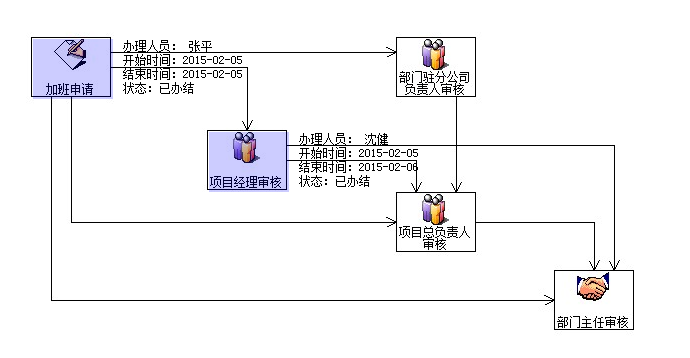 办理人员： 张平
开始时间：2015-02-05
结束时间：2015-02-05
状态：已办结
加班申请
部门驻分公司
负责人审核
办理人员： 沈健
开始时间：2015-02-05
结束时间：2015-02-06
状态：已办结
项目经理审核
项目总负责人
审核
部门主任审核